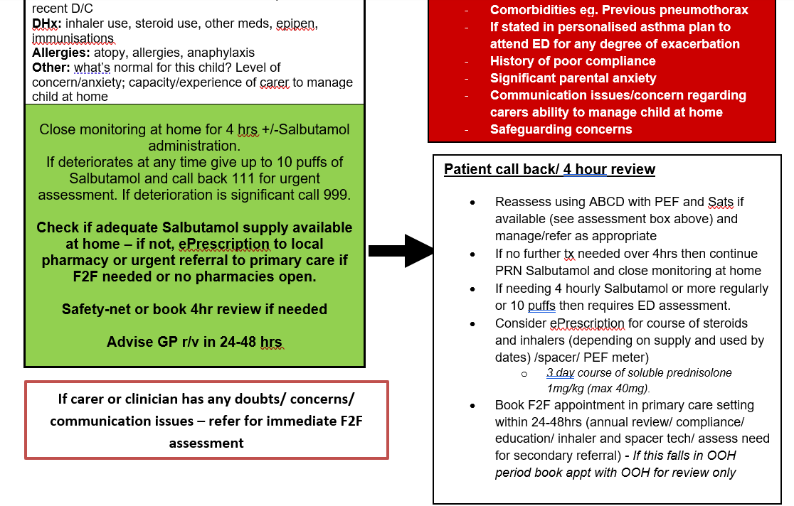 recent D/C
DHx: inhaler use, steroid use, other meds, epipen,
immunisations
Allergies: atopy, allergies, anaphylaxis
Other: what's normal for this child? Level of
concern/anxiety; capacity/experience of carer to manage
child at home
Close monitoring at home for 4 hrs +/-Salbutamol
administration.
If deteriorates at any time give up to 10 puffs of
Salbutamol and call back 111 for urgent
assessment. If deterioration is significant call 999.
Check if adequate Salbutamol supply available
at home – if not, ePrescription to local
pharmacy or urgent referral to primary care if
F2F needed or no pharmacies open.
Safety-net or book 4hr review if needed
Advise GP r/v in 24-48 hrs
If carer or clinician has any doubts/ concerns/
communication issues – refer for immediate F2F
assessment
- Comorbidities eg. Previous pneumothorax
- If stated in personalised asthma plan to
attend ED for any degree of exacerbation
- History of poor compliance
- Significant parental anxiety
- Communication issues/concern regarding
carers ability to manage child at home
- Safeguarding concerns
Patient call back/ 4 hour review
• Reassess using ABCD with PEF and Sats if
available (see assessment box above) and
manage/refer as appropriate
• If no further tx needed over 4hrs then continue
PRN Salbutamol and close monitoring at home
• If needing 4 hourly Salbutamol or more regularly
or 10 puffs then requires ED assessment.
• Consider ePrescription for course of steroids
and inhalers (depending on supply and used by
dates) /spacer/ PEF meter)
o 3 day course of soluble prednisolone
1mg/kg (max 40mg).
• Book F2F appointment in primary care setting
within 24-48hrs (annual review/ compliance/
education/ inhaler and spacer tech/ assess need
for secondary referral) - If this falls in OOH
period book appt with OOH for review only